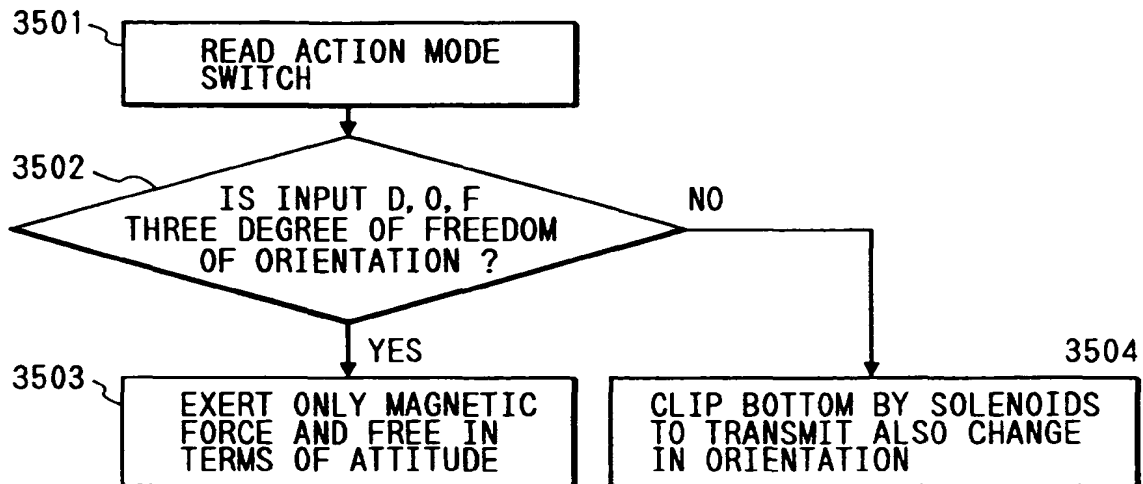 3501
READ ACTION MODE
SWITCH
3502
IS INPUT D,O,F
THREE DEGREE OF FREEDOM
OF ORIENTATION ?
NO
YES
3503
EXERT ONLY MAGNETIC
FORCE AND FREE IN
TERMS OF ATTITUDE
3504
CLIP BOTTOM BY SOLENOIDS
TO TRANSMIT ALSO CHANGE
IN ORIENTATION